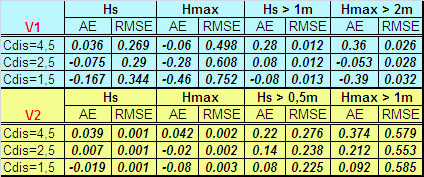 V1 Hs Hmax Hs > 1m Hmax > 2m
AE RMSE AE RMSE AE RMSE AE RMSE
Cdis=4,5 0.036 0.269 -0.06 0.498 0.28 0.012 0.36 0.026
Cdis=2,5 -0.075 0.29 -0.28 0.608 0.08 0.012 -0.053 0.028
Cdis=1,5 -0.167 0.344 -0.46 0.752 -0.08 0.013 -0.39 0.032
V2 Hs Hmax Hs > 0,5m Hmax > 1m
AE RMSE AE RMSE AE RMSE AE RMSE
Cdis=4,5 0.039 0.001 0.042 0.002 0.22 0.276 0.374 0.579
Cdis=2,5 0.007 0.001 -0.02 0.002 0.14 0.238 0.212 0.553
Cdis=1,5 -0.019 0.001 -0.08 0.003 0.08 0.225 0.092 0.585